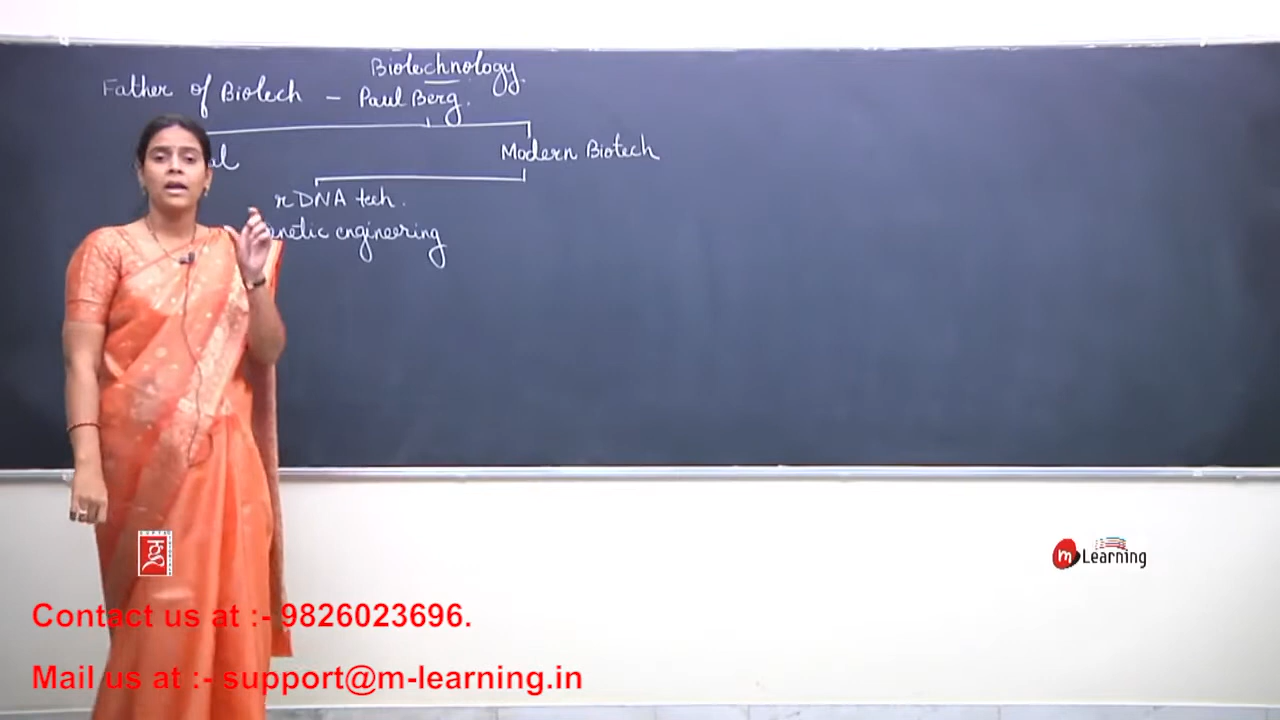 Biotechnology.
Father of Biotech - Paul Berg.
Modern Biotech
rDNA tech.
engineering
m Learning
Contact us at :- 9826023696.
Mail us at :- support@m-learning.in